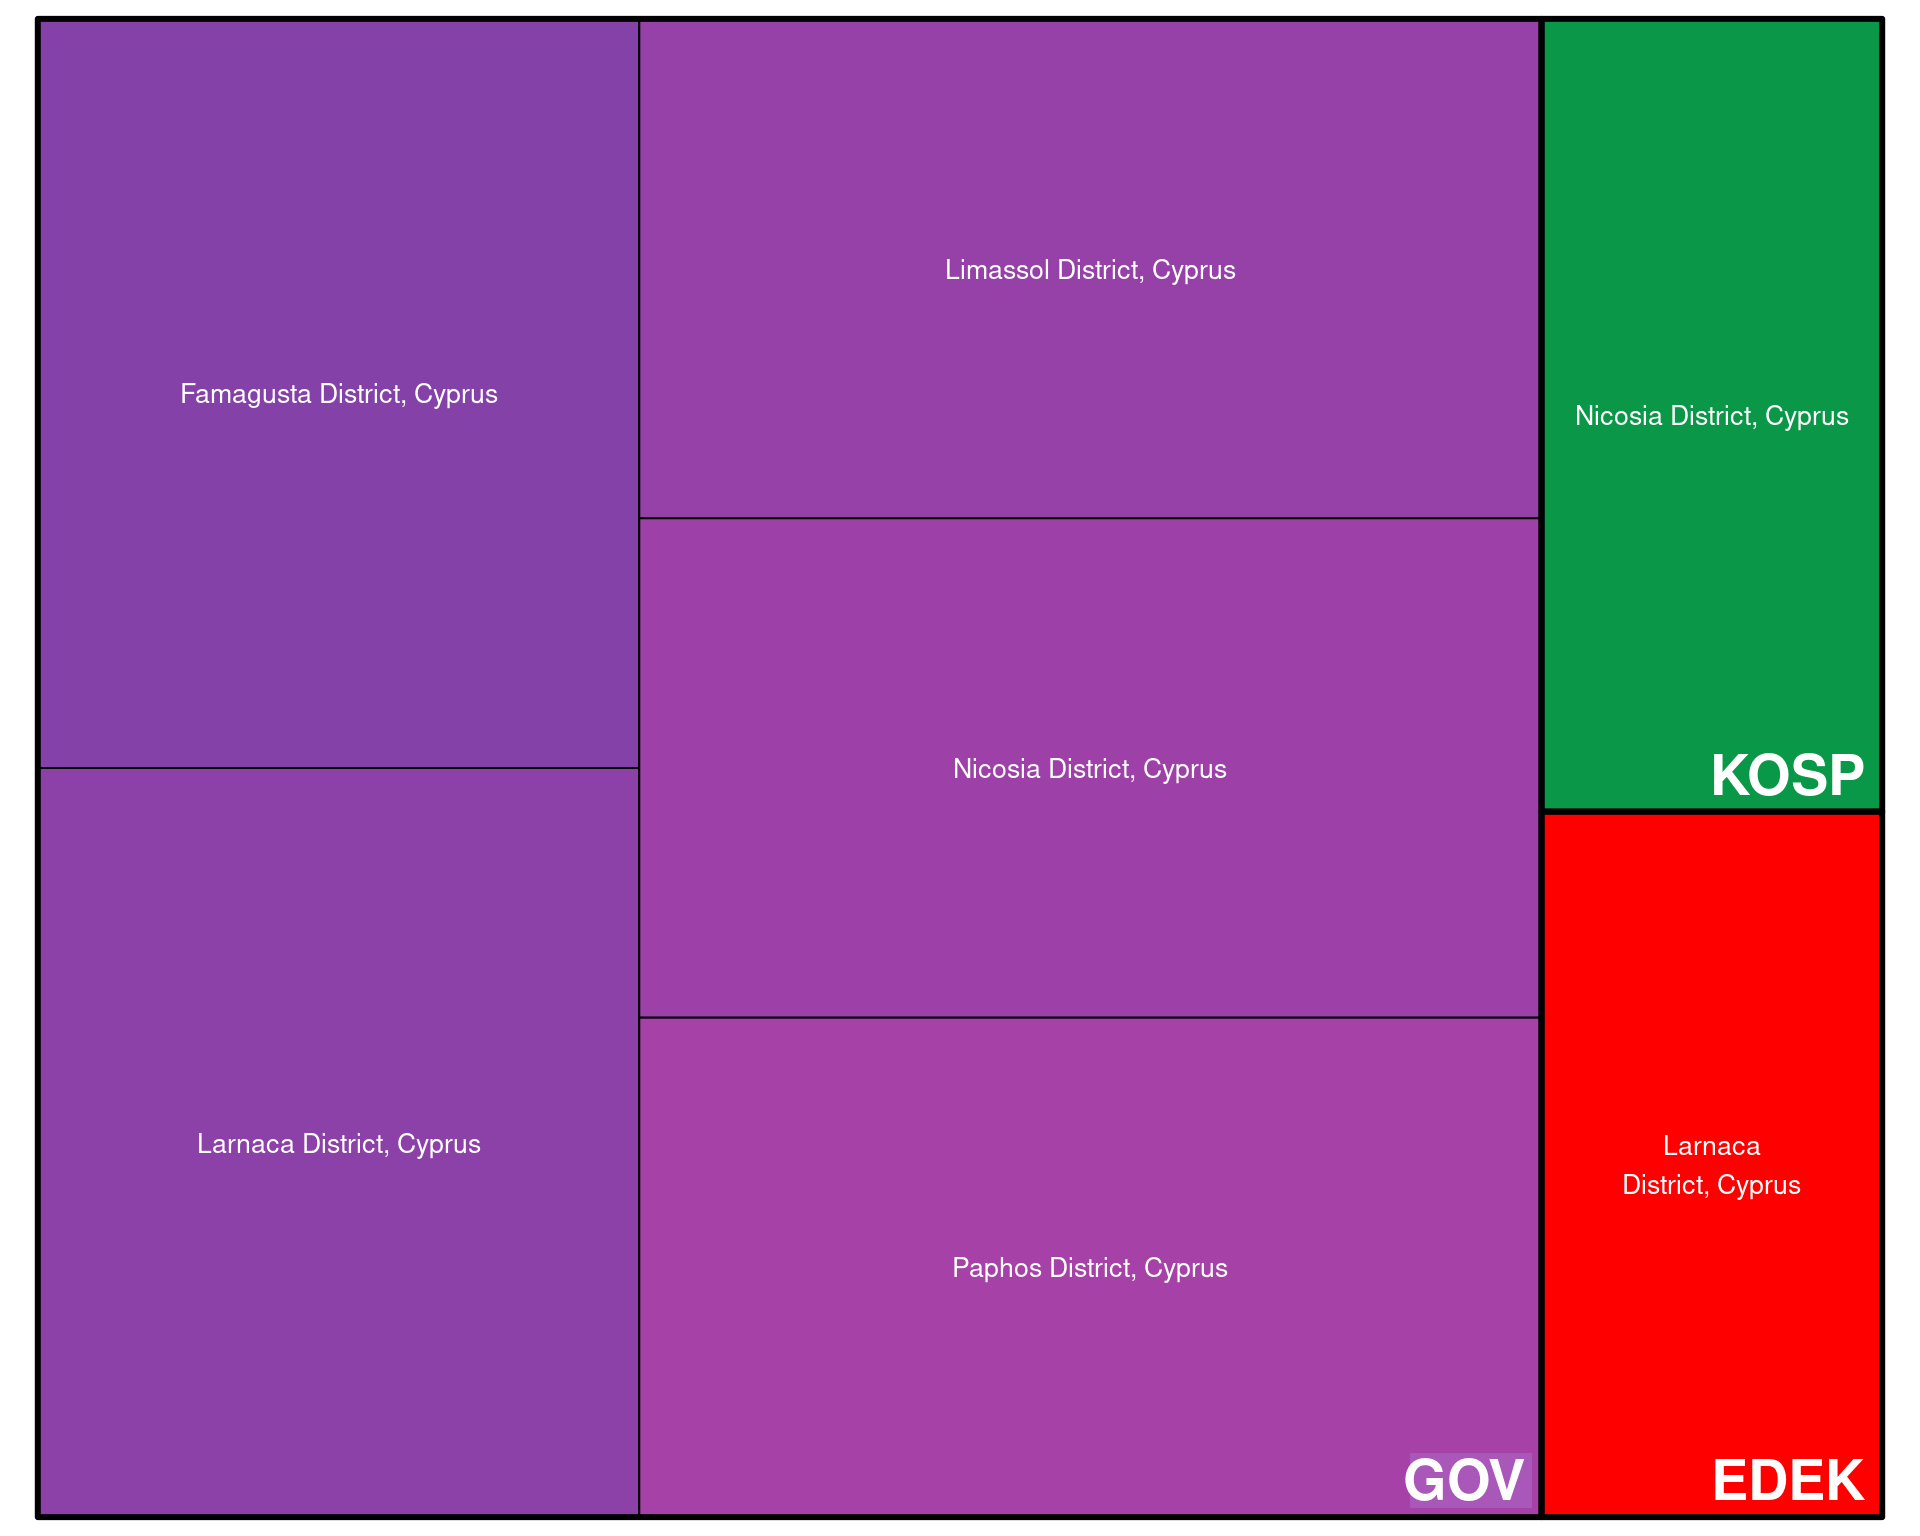 Famagusta District, Cyprus
Larnaca District, Cyprus
Limassol District, Cyprus
Nicosia District, Cyprus
Paphos District, Cyprus
GOV
Nicosia District, Cyprus
KOSP
Larnaca
District, Cyprus
EDEK